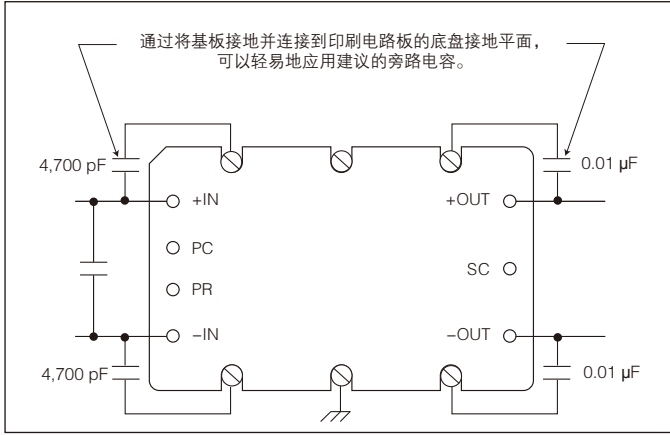 通过将基板接地并连接到印刷电路板的底盘接地平面，
可以轻易地应用建议的旁路电容。
4,700 pF
0.01 µF
+IN
+OUT
PC
SC
PR
–IN
–OUT
4,700 pF
0.01 µF